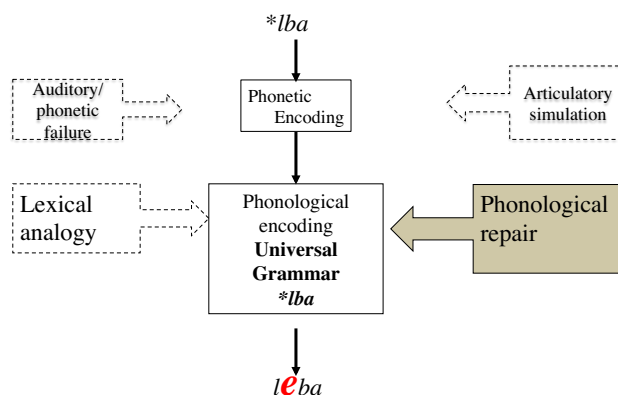 *lba
Auditory/
phonetic
failure
Phonetic
Encoding
Articulatory
simulation
Lexical
analogy
Phonological
encoding
Universal
Grammar
*lba
Phonological
repair
leba